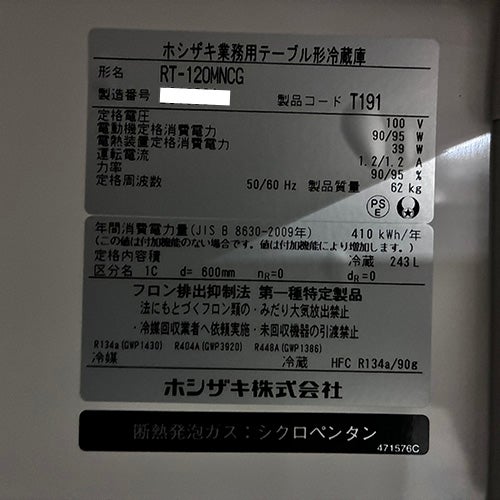 ホシザキ業務用テーブル形冷蔵庫
形名 RT-120MNCG
製造番号 製品コード T191
定格電圧 100 V
電動機定格消費電力 90/95 W
電熱装置定格消費電力 39 W
運転電流 1.2/1.2 A
力率 90/95 %
定格周波数 50/60 Hz 製品質量 62 kg
PS E
年間消費電力量(JIS B 8630-2009年) 410 kWh/年
(この値は付加機能のない場合です。値は付加機能により増加します。)
定格内容積 冷蔵 243L
区分名 1C d= 600mm nR=0 dR=0
フロン排出抑制法 第一種特定製品
法にもとづくフロン類の・みだり大気放出禁止
・冷媒回収業者へ依頼実施・未回収機器の引渡禁止
R134a(GWP1430) R404A(GWP3920) R448A(GWP1386)
冷媒 冷蔵 HFC R134a/90g
ホシザキ株式会社
断熱発泡ガス:シクロペンタン
471576C